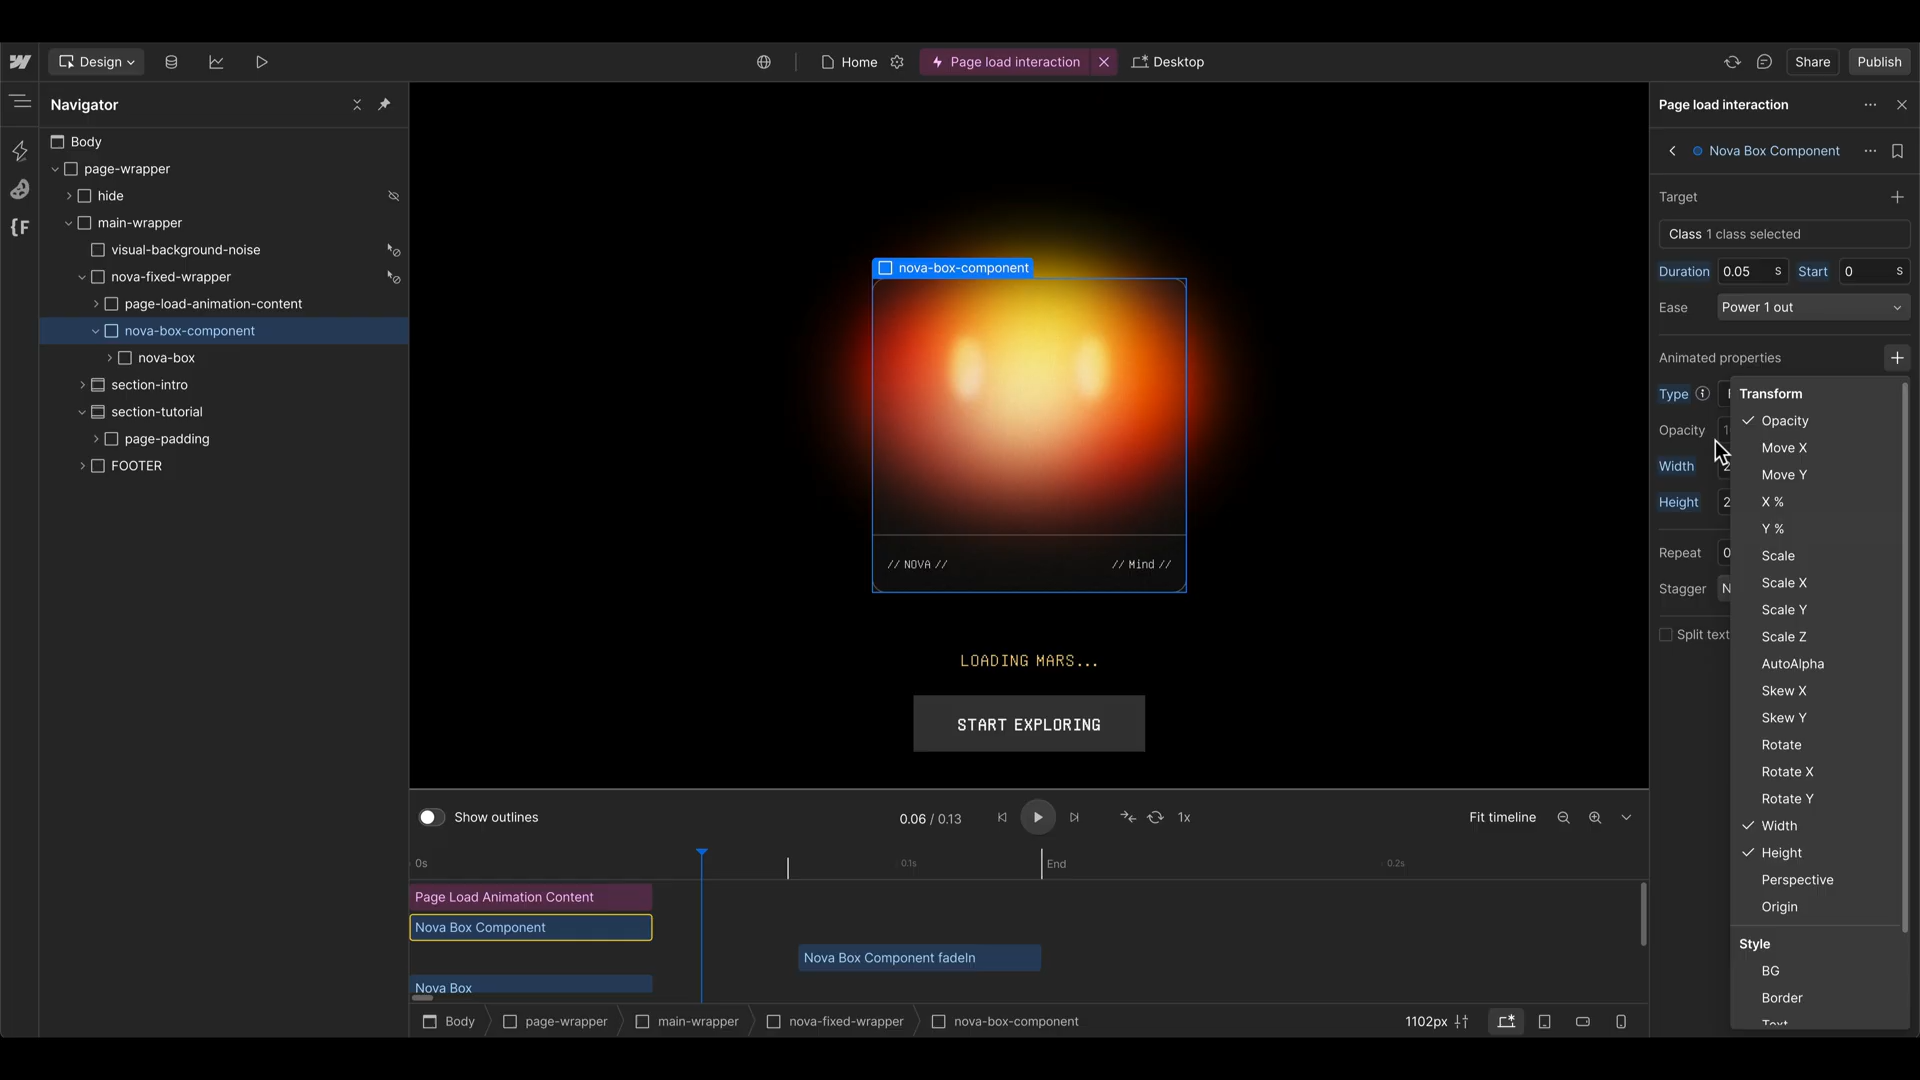 Design
Home
Page load interaction
Desktop
Share
Publish
Navigator
Body
page-wrapper
hide
main-wrapper
visual-background-noise
nova-fixed-wrapper
page-load-animation-content
nova-box-component
nova-box
section-intro
section-tutorial
page-padding
FOOTER
nova-box-component
// NOVA //
// Mind //
LOADING MARS...
START EXPLORING
Page load interaction
Nova Box Component
Target
Class 1 class selected
Duration 0.05 S Start 0 S
Ease Power 1 out
Animated properties
Type
Opacity
Width
Height
Repeat 0
Stagger
Split text
Transform
Opacity
Move X
Move Y
X %
Y %
Scale
Scale X
Scale Y
Scale Z
AutoAlpha
Skew X
Skew Y
Rotate
Rotate X
Rotate Y
Width
Height
Perspective
Origin
Style
BG
Border
Text
Show outlines
0.06 / 0.13
1x
Fit timeline
0s
0.1s
End
0.2s
Page Load Animation Content
Nova Box Component
Nova Box Component fadeIn
Nova Box
Body
page-wrapper
main-wrapper
nova-fixed-wrapper
nova-box-component
1102px